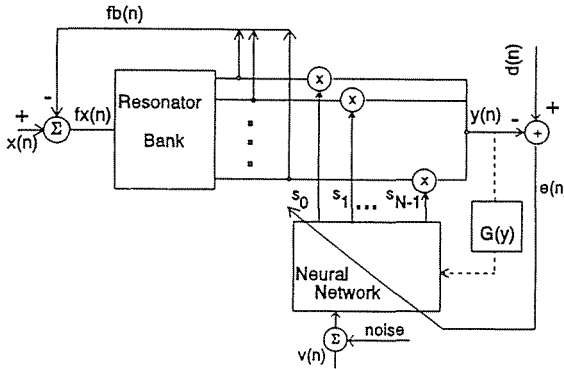 fb(n)
d(n)
-
+
x(n)
Σ
fx(n)
Resonator
Bank
x
x
x
y(n)
-
+
+
e(n
s0
s1
...
sN-1
G(y)
Neural
Network
Σ
noise
v(n)